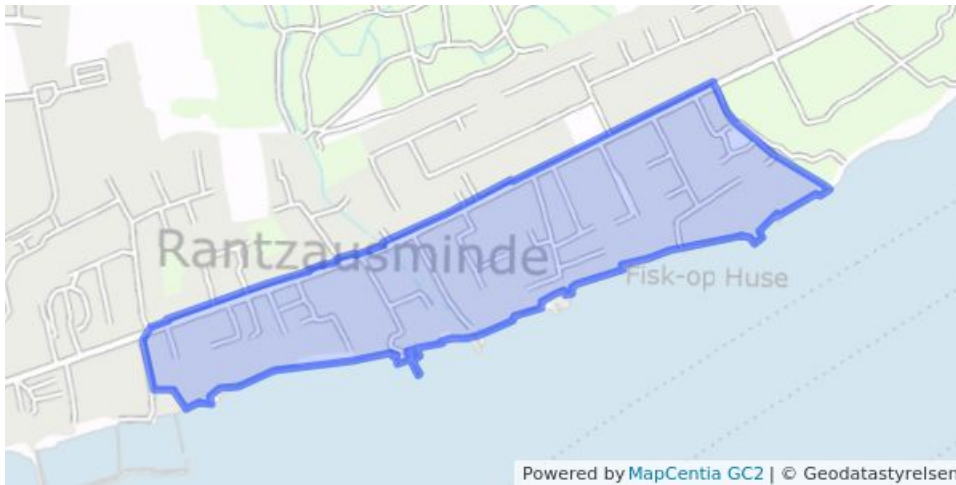 Rantzausminde
Fisk-op Huse
Powered by MapCentia GC2 | © Geodatastyrelsen